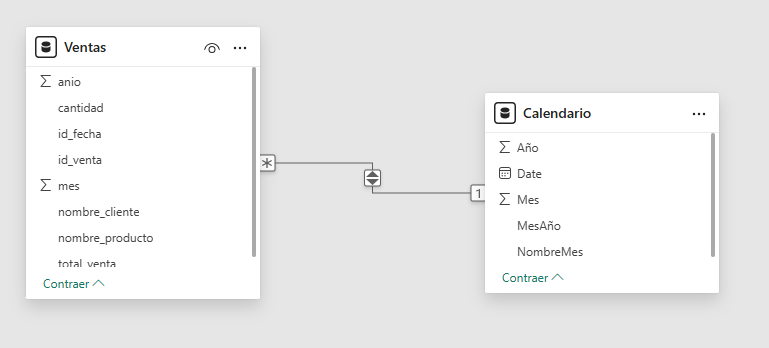 Ventas
anio
cantidad
id_fecha
id_venta
mes
nombre_cliente
nombre_producto
total_venta
Contraer
*
1
Calendario
Año
Date
Mes
MesAño
NombreMes
Contraer